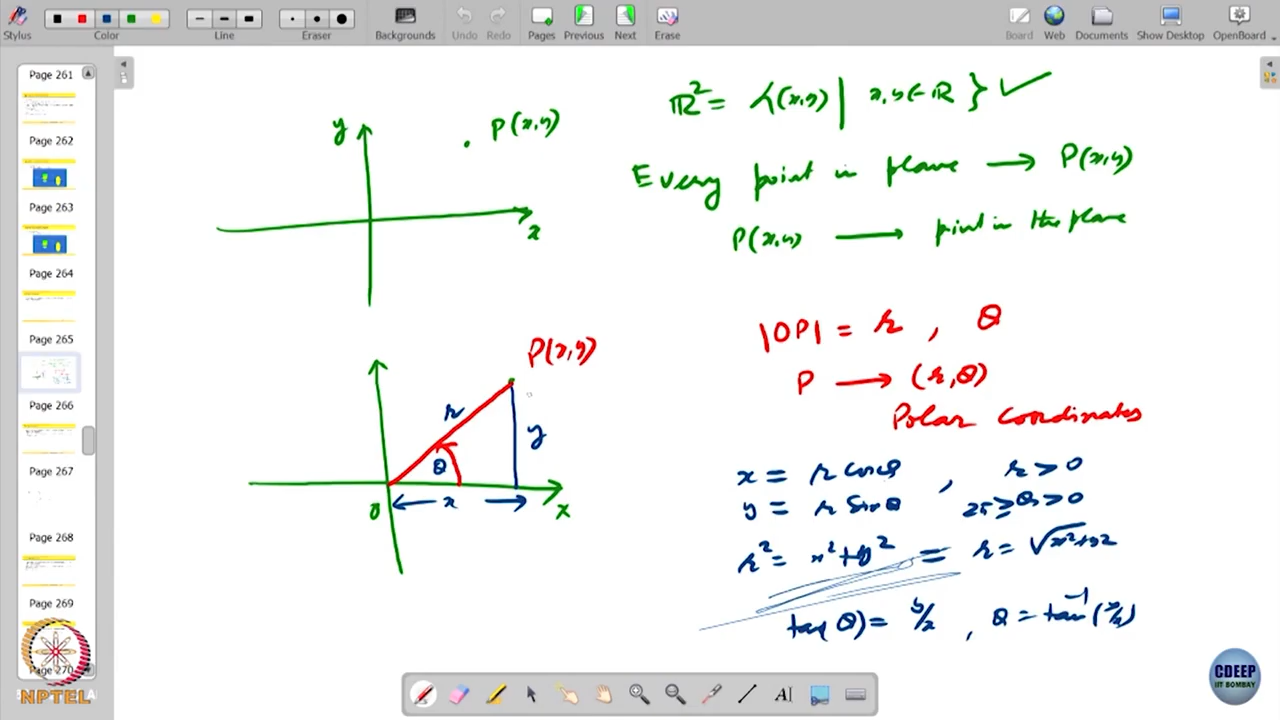 Stylus Color Line Eraser Backgrounds Undo Redo Pages Previous Next Erase Board Web Documents Show Desktop OpenBoard
Page 261
Page 262
Page 263
Page 264
Page 265
Page 266
Page 267
Page 268
Page 269
Page 270
y
P(x,y)
x
ℝ² = {(x,y) | x,y ∈ ℝ} ✓
Every point in plane → P(x,y)
P(x,y) → point in the plane
P(x,y)
r
y
θ
0
x
x
|OP| = r , θ
P → (r,θ)
Polar coordinates
x = r cosθ , r > 0
y = r sinθ 2π ≥ θ > 0
r² = x²+y² = r = √x²+y²
tan(θ) = y/x , θ = tan⁻¹(y/x)
NPTEL
CDEEP
IIT BOMBAY
A